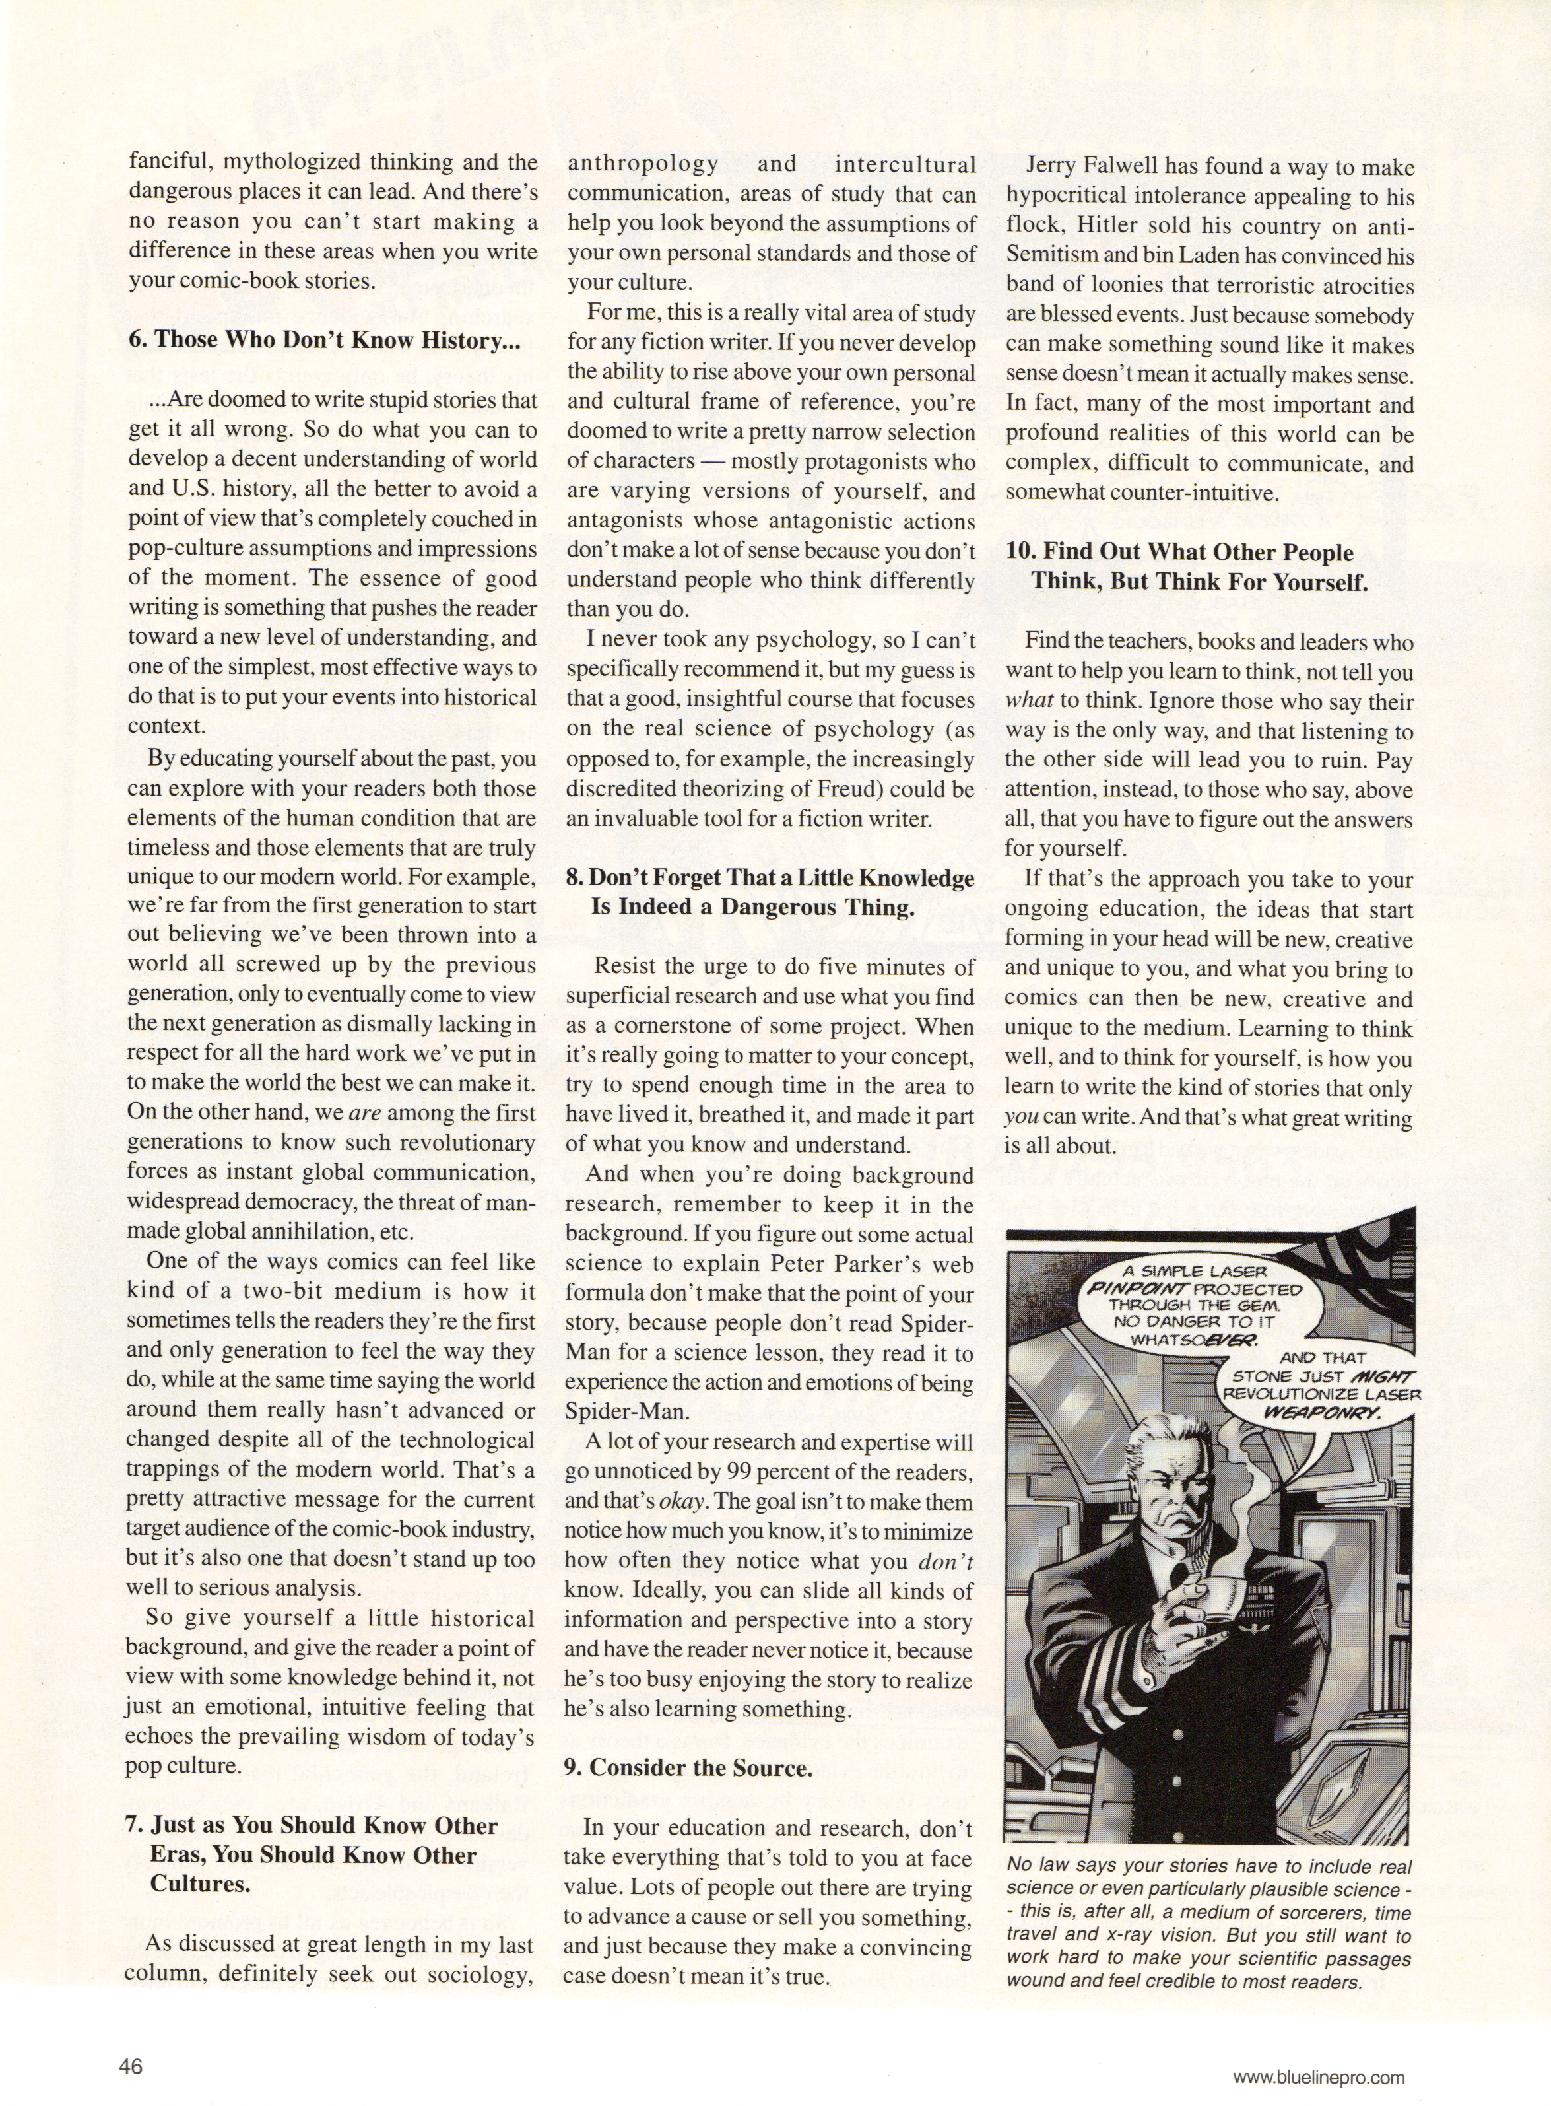 fanciful, mythologized thinking and the
dangerous places it can lead. And there's
no reason you can't start making a
difference in these areas when you write
your comic-book stories.
6. Those Who Don't Know History...
...Are doomed to write stupid stories that
get it all wrong. So do what you can to
develop a decent understanding of world
and U.S. history, all the better to avoid a
point of view that's completely couched in
pop-culture assumptions and impressions
of the moment. The essence of good
writing is something that pushes the reader
toward a new level of understanding, and
one of the simplest, most effective ways to
do that is to put your events into historical
context.
By educating yourself about the past, you
can explore with your readers both those
elements of the human condition that are
timeless and those elements that are truly
unique to our modern world. For example,
we're far from the first generation to start
out believing we've been thrown into a
world all screwed up by the previous
generation, only to eventually come to view
the next generation as dismally lacking in
respect for all the hard work we've put in
to make the world the best we can make it.
On the other hand, we are among the first
generations to know such revolutionary
forces as instant global communication,
widespread democracy, the threat of man-
made global annihilation, etc.
One of the ways comics can feel like
kind of a two-bit medium is how it
sometimes tells the readers they're the first
and only generation to feel the way they
do, while at the same time saying the world
around them really hasn't advanced or
changed despite all of the technological
trappings of the modern world. That's a
pretty attractive message for the current
target audience of the comic-book industry,
but it's also one that doesn't stand up too
well to serious analysis.
So give yourself a little historical
background, and give the reader a point of
view with some knowledge behind it, not
just an emotional, intuitive feeling that
echoes the prevailing wisdom of today's
pop culture.
7. Just as You Should Know Other
Eras, You Should Know Other
Cultures.
As discussed at great length in my last
column, definitely seek out sociology,
anthropology and intercultural
communication, areas of study that can
help you look beyond the assumptions of
your own personal standards and those of
your culture.
For me, this is a really vital area of study
for any fiction writer. If you never develop
the ability to rise above your own personal
and cultural frame of reference, you're
doomed to write a pretty narrow selection
of characters — mostly protagonists who
are varying versions of yourself, and
antagonists whose antagonistic actions
don't make a lot of sense because you don't
understand people who think differently
than you do.
I never took any psychology, so I can't
specifically recommend it, but my guess is
that a good, insightful course that focuses
on the real science of psychology (as
opposed to, for example, the increasingly
discredited theorizing of Freud) could be
an invaluable tool for a fiction writer.
8. Don't Forget That a Little Knowledge
Is Indeed a Dangerous Thing.
Resist the urge to do five minutes of
superficial research and use what you find
as a cornerstone of some project. When
it's really going to matter to your concept,
try to spend enough time in the area to
have lived it, breathed it, and made it part
of what you know and understand.
And when you're doing background
research, remember to keep it in the
background. If you figure out some actual
science to explain Peter Parker's web
formula don't make that the point of your
story, because people don't read Spider-
Man for a science lesson, they read it to
experience the action and emotions of being
Spider-Man.
A lot of your research and expertise will
go unnoticed by 99 percent of the readers,
and that's okay. The goal isn't to make them
notice how much you know, it's to minimize
how often they notice what you don't
know. Ideally, you can slide all kinds of
information and perspective into a story
and have the reader never notice it, because
he's too busy enjoying the story to realize
he's also learning something.
9. Consider the Source.
In your education and research, don't
take everything that's told to you at face
value. Lots of people out there are trying
to advance a cause or sell you something,
and just because they make a convincing
case doesn't mean it's true.
Jerry Falwell has found a way to make
hypocritical intolerance appealing to his
flock, Hitler sold his country on anti-
Semitism and bin Laden has convinced his
band of loonies that terroristic atrocities
are blessed events. Just because somebody
can make something sound like it makes
sense doesn't mean it actually makes sense.
In fact, many of the most important and
profound realities of this world can be
complex, difficult to communicate, and
somewhat counter-intuitive.
10. Find Out What Other People
Think, But Think For Yourself.
Find the teachers, books and leaders who
want to help you learn to think, not tell you
what to think. Ignore those who say their
way is the only way, and that listening to
the other side will lead you to ruin. Pay
attention, instead, to those who say, above
all, that you have to figure out the answers
for yourself.
If that's the approach you take to your
ongoing education, the ideas that start
forming in your head will be new, creative
and unique to you, and what you bring to
comics can then be new, creative and
unique to the medium. Learning to think
well, and to think for yourself, is how you
learn to write the kind of stories that only
you can write. And that's what great writing
is all about.
A SIMPLE LASER
PINPOINT PROJECTED
THROUGH THE GEM.
NO DANGER TO IT
WHATSOEVER.
AND THAT
STONE JUST MIGHT
REVOLUTIONIZE LASER
WEAPONRY.
No law says your stories have to include real
science or even particularly plausible science -
- this is, after all, a medium of sorcerers, time
travel and x-ray vision. But you still want to
work hard to make your scientific passages
wound and feel credible to most readers.
46
www.bluelinepro.com